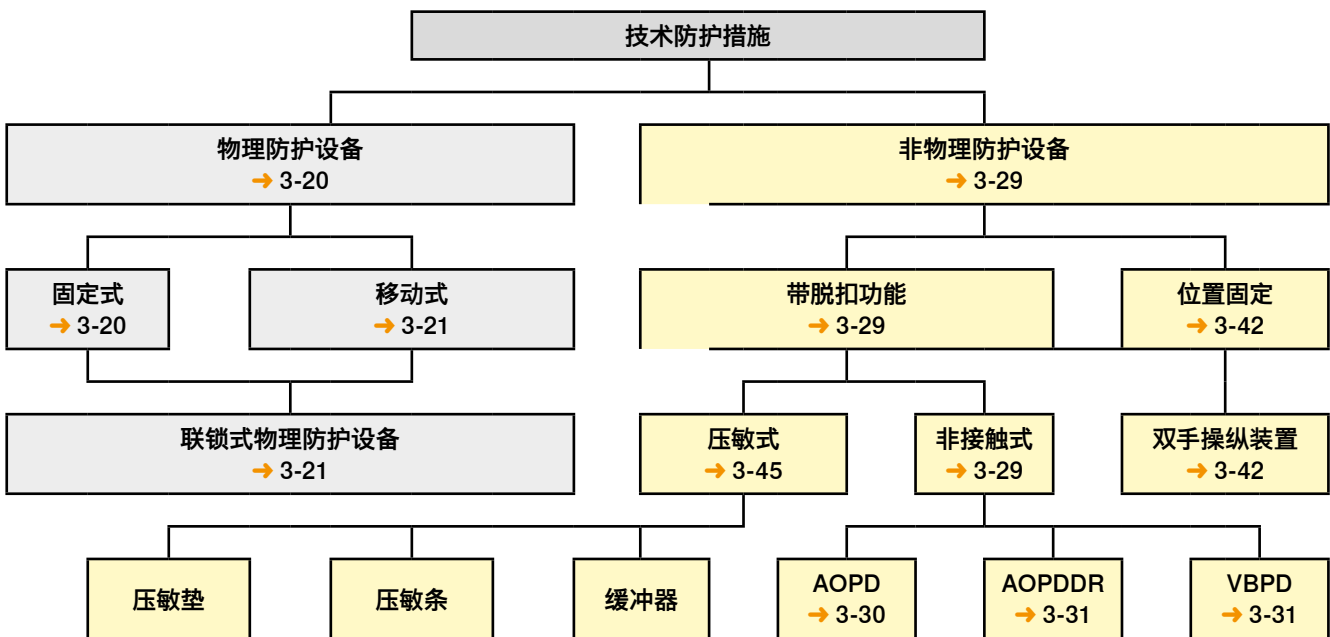 技术防护措施
物理防护设备
➜ 3-20
非物理防护设备
➜ 3-29
固定式
➜ 3-20
移动式
➜ 3-21
带脱扣功能
➜ 3-29
位置固定
➜ 3-42
联锁式物理防护设备
➜ 3-21
压敏式
➜ 3-45
非接触式
➜ 3-29
双手操纵装置
➜ 3-42
压敏垫
压敏条
缓冲器
AOPD
➜ 3-30
AOPDDR
➜ 3-31
VBPD
➜ 3-31